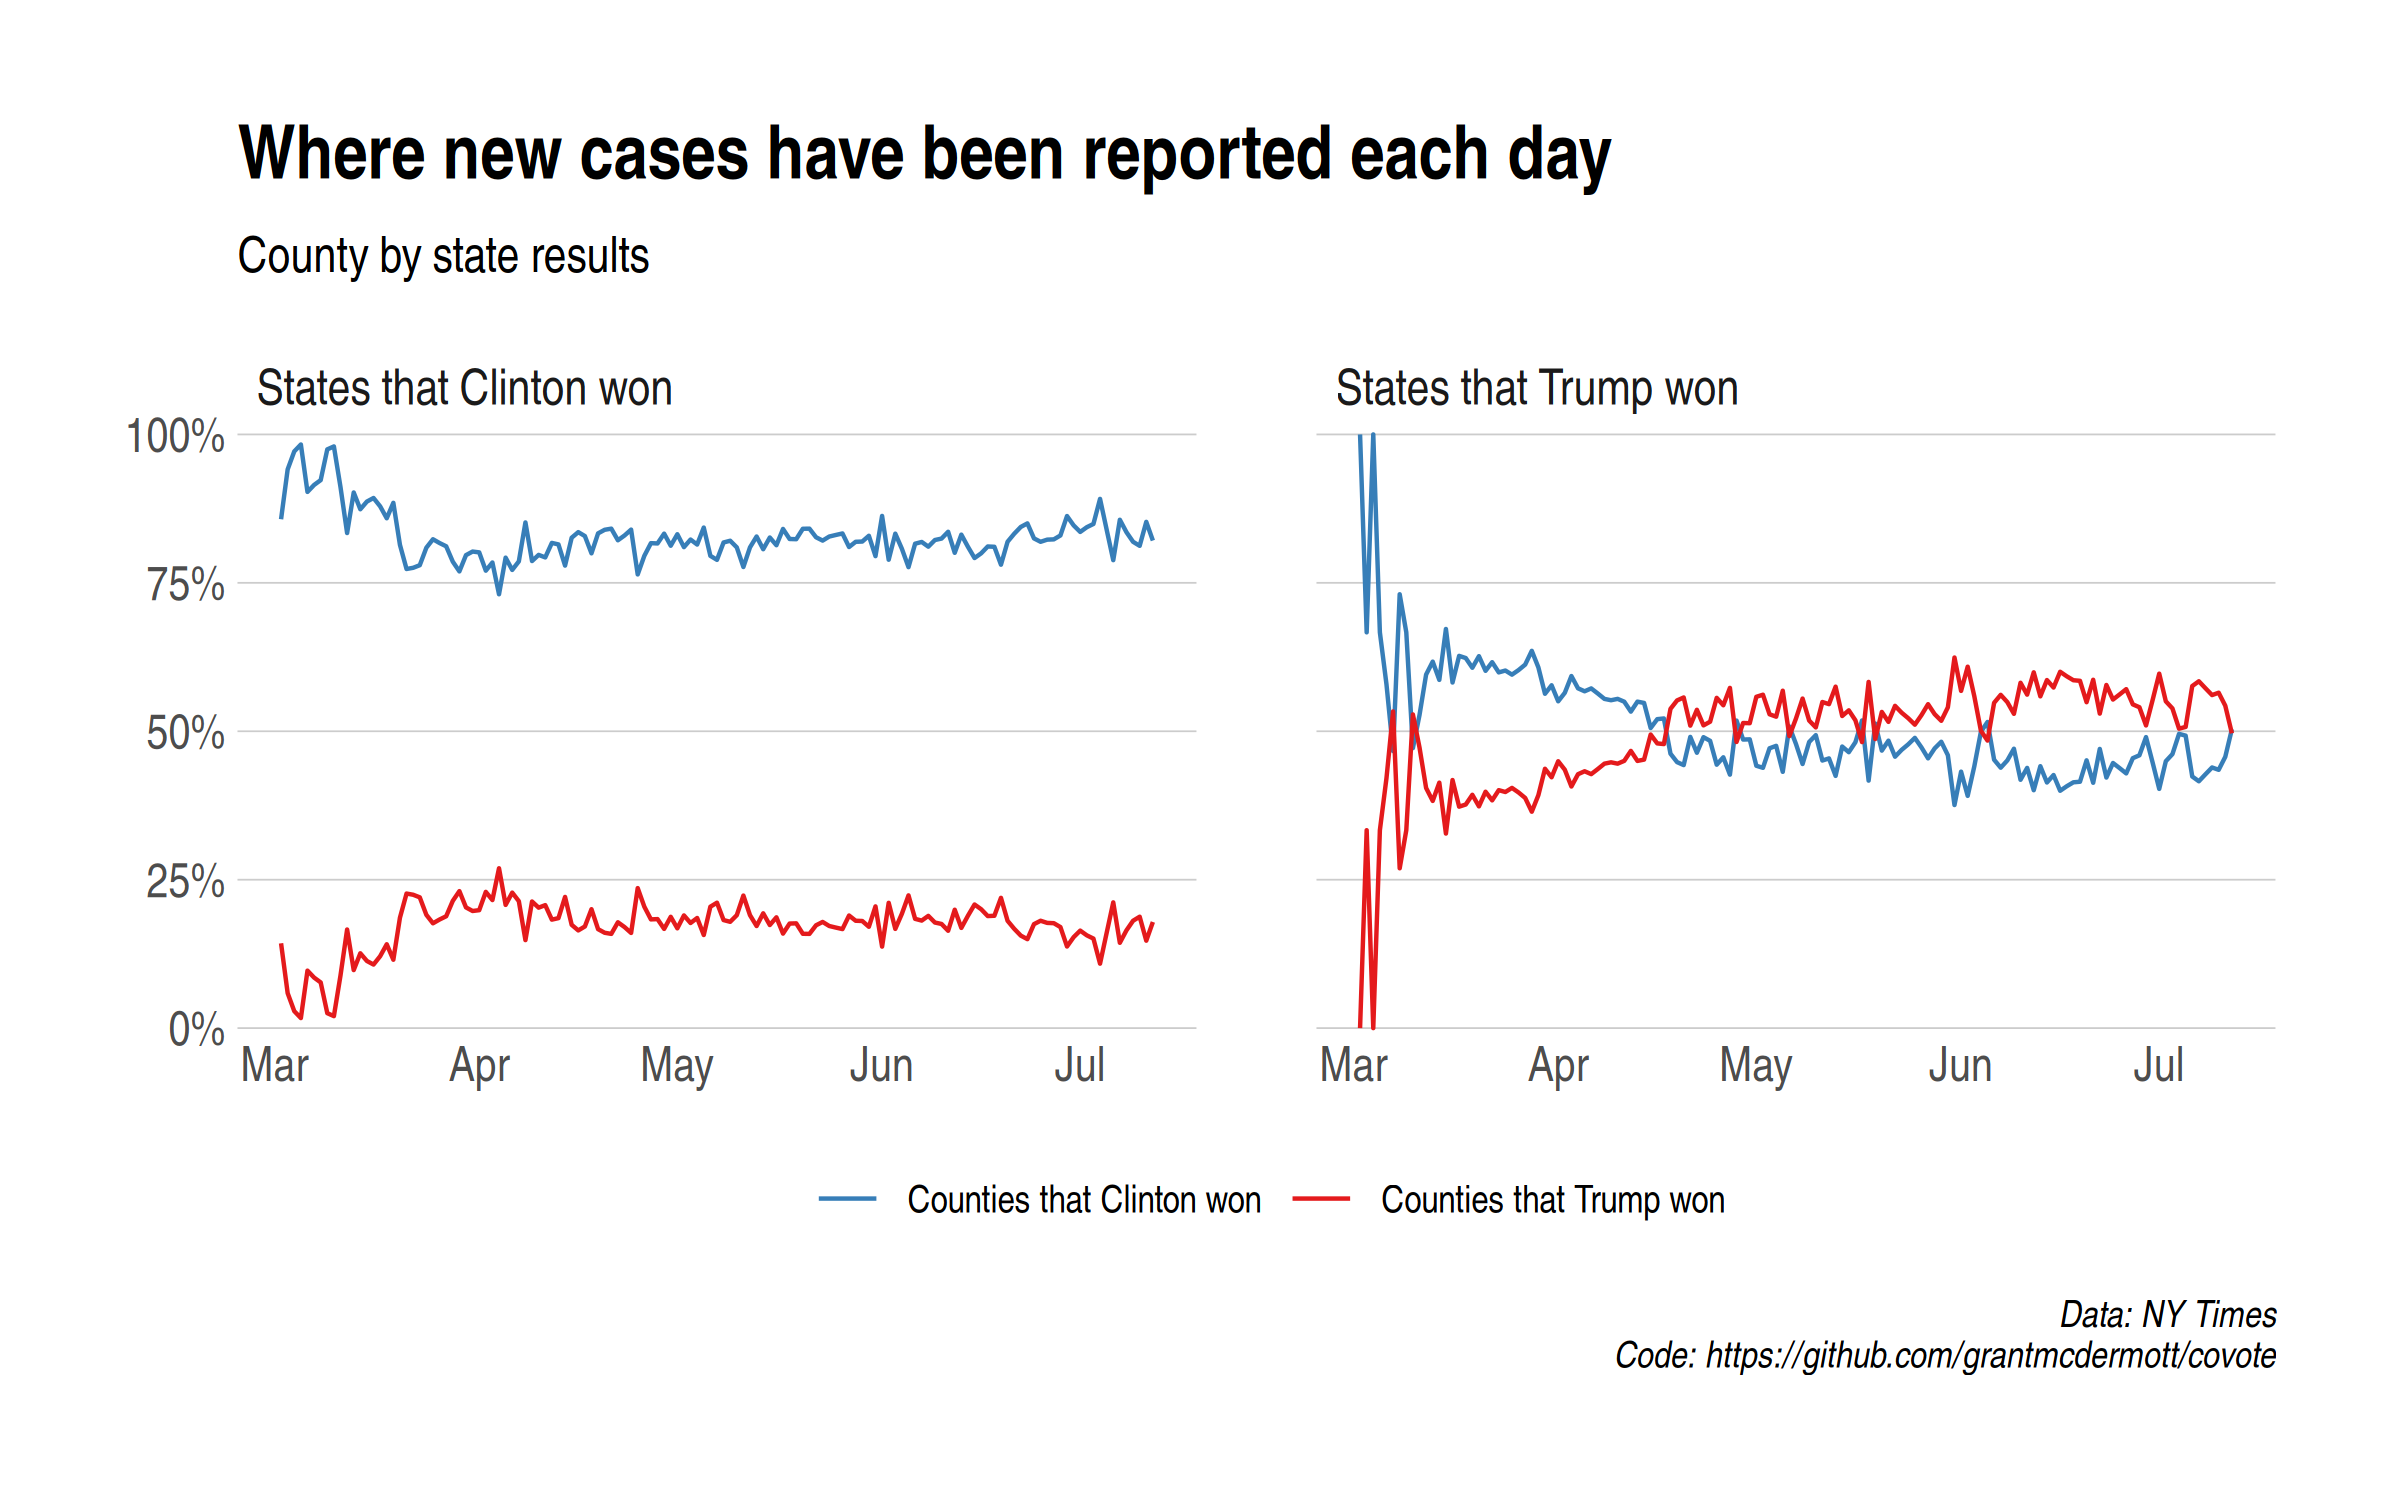 Where new cases have been reported each day
County by state results
States that Clinton won
States that Trump won
100%
75%
50%
25%
0%
Mar Apr May Jun Jul
Mar Apr May Jun Jul
Counties that Clinton won
Counties that Trump won
Data: NY Times
Code: https://github.com/grantmcdermott/covote